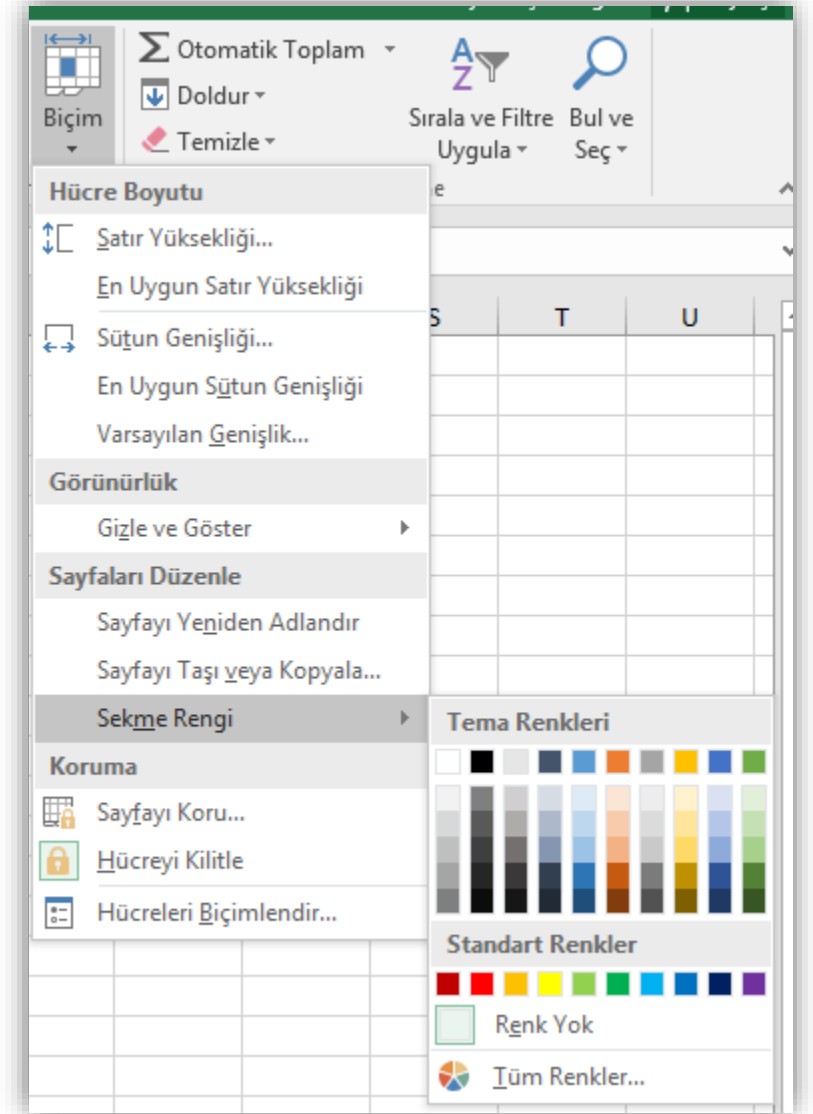 Biçim
Otomatik Toplam
Doldur
Temizle
Sırala ve Filtre
Uygula
Bul ve
Seç
e
S T U
Hücre Boyutu
Satır Yüksekliği...
En Uygun Satır Yüksekliği
Sütun Genişliği...
En Uygun Sütun Genişliği
Varsayılan Genişlik...
Görünürlük
Gizle ve Göster
Sayfaları Düzenle
Sayfayı Yeniden Adlandır
Sayfayı Taşı veya Kopyala...
Sekme Rengi
Koruma
Sayfayı Koru...
Hücreyi Kilitle
Hücreleri Biçimlendir...
Tema Renkleri
Standart Renkler
Renk Yok
Tüm Renkler...